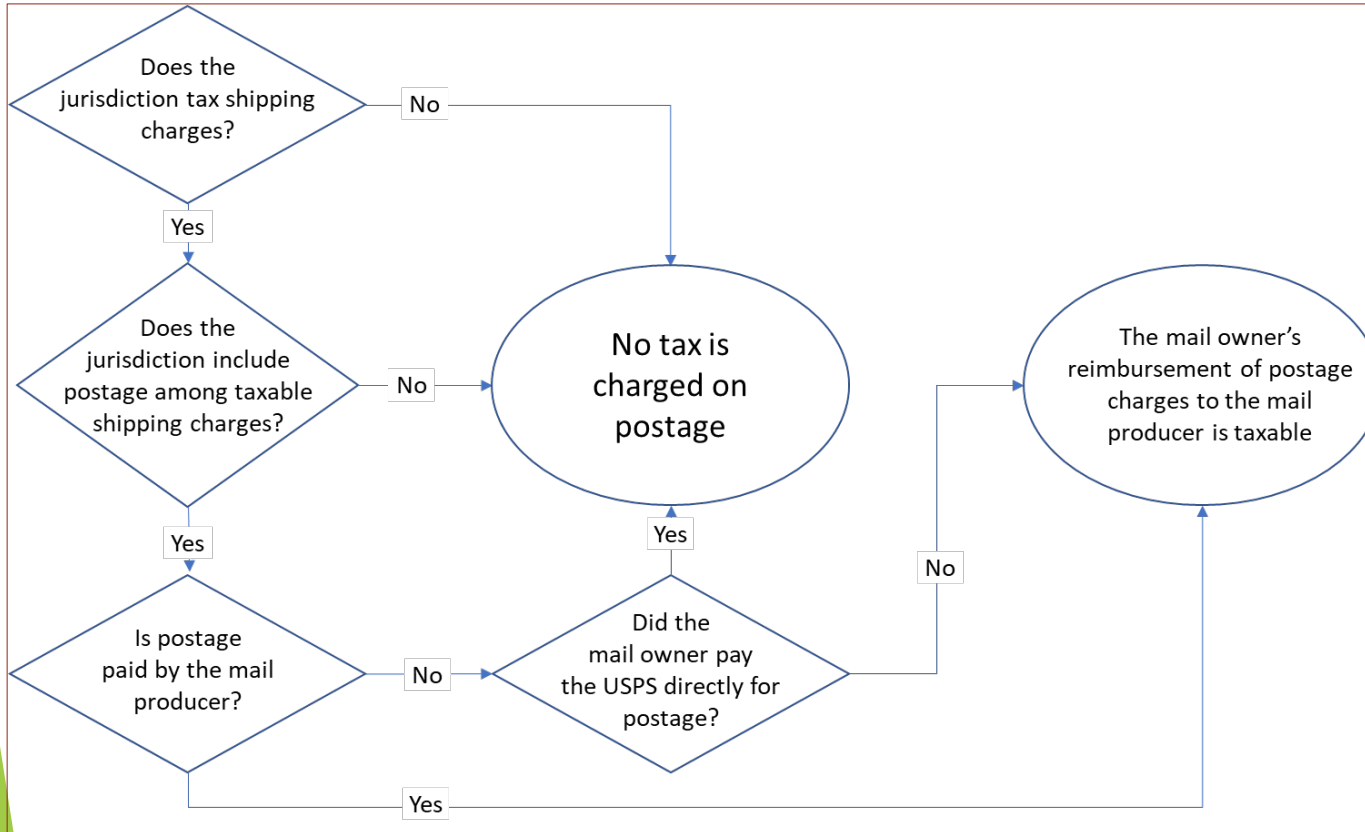 Does the
jurisdiction tax shipping
charges?
No
Yes
Does the
jurisdiction include
postage among taxable
shipping charges?
No
No tax is
charged on
postage
The mail owner’s
reimbursement of postage
charges to the mail
producer is taxable
Yes
Yes
No
Is postage
paid by the mail
producer?
No
Did the
mail owner pay
the USPS directly for
postage?
Yes